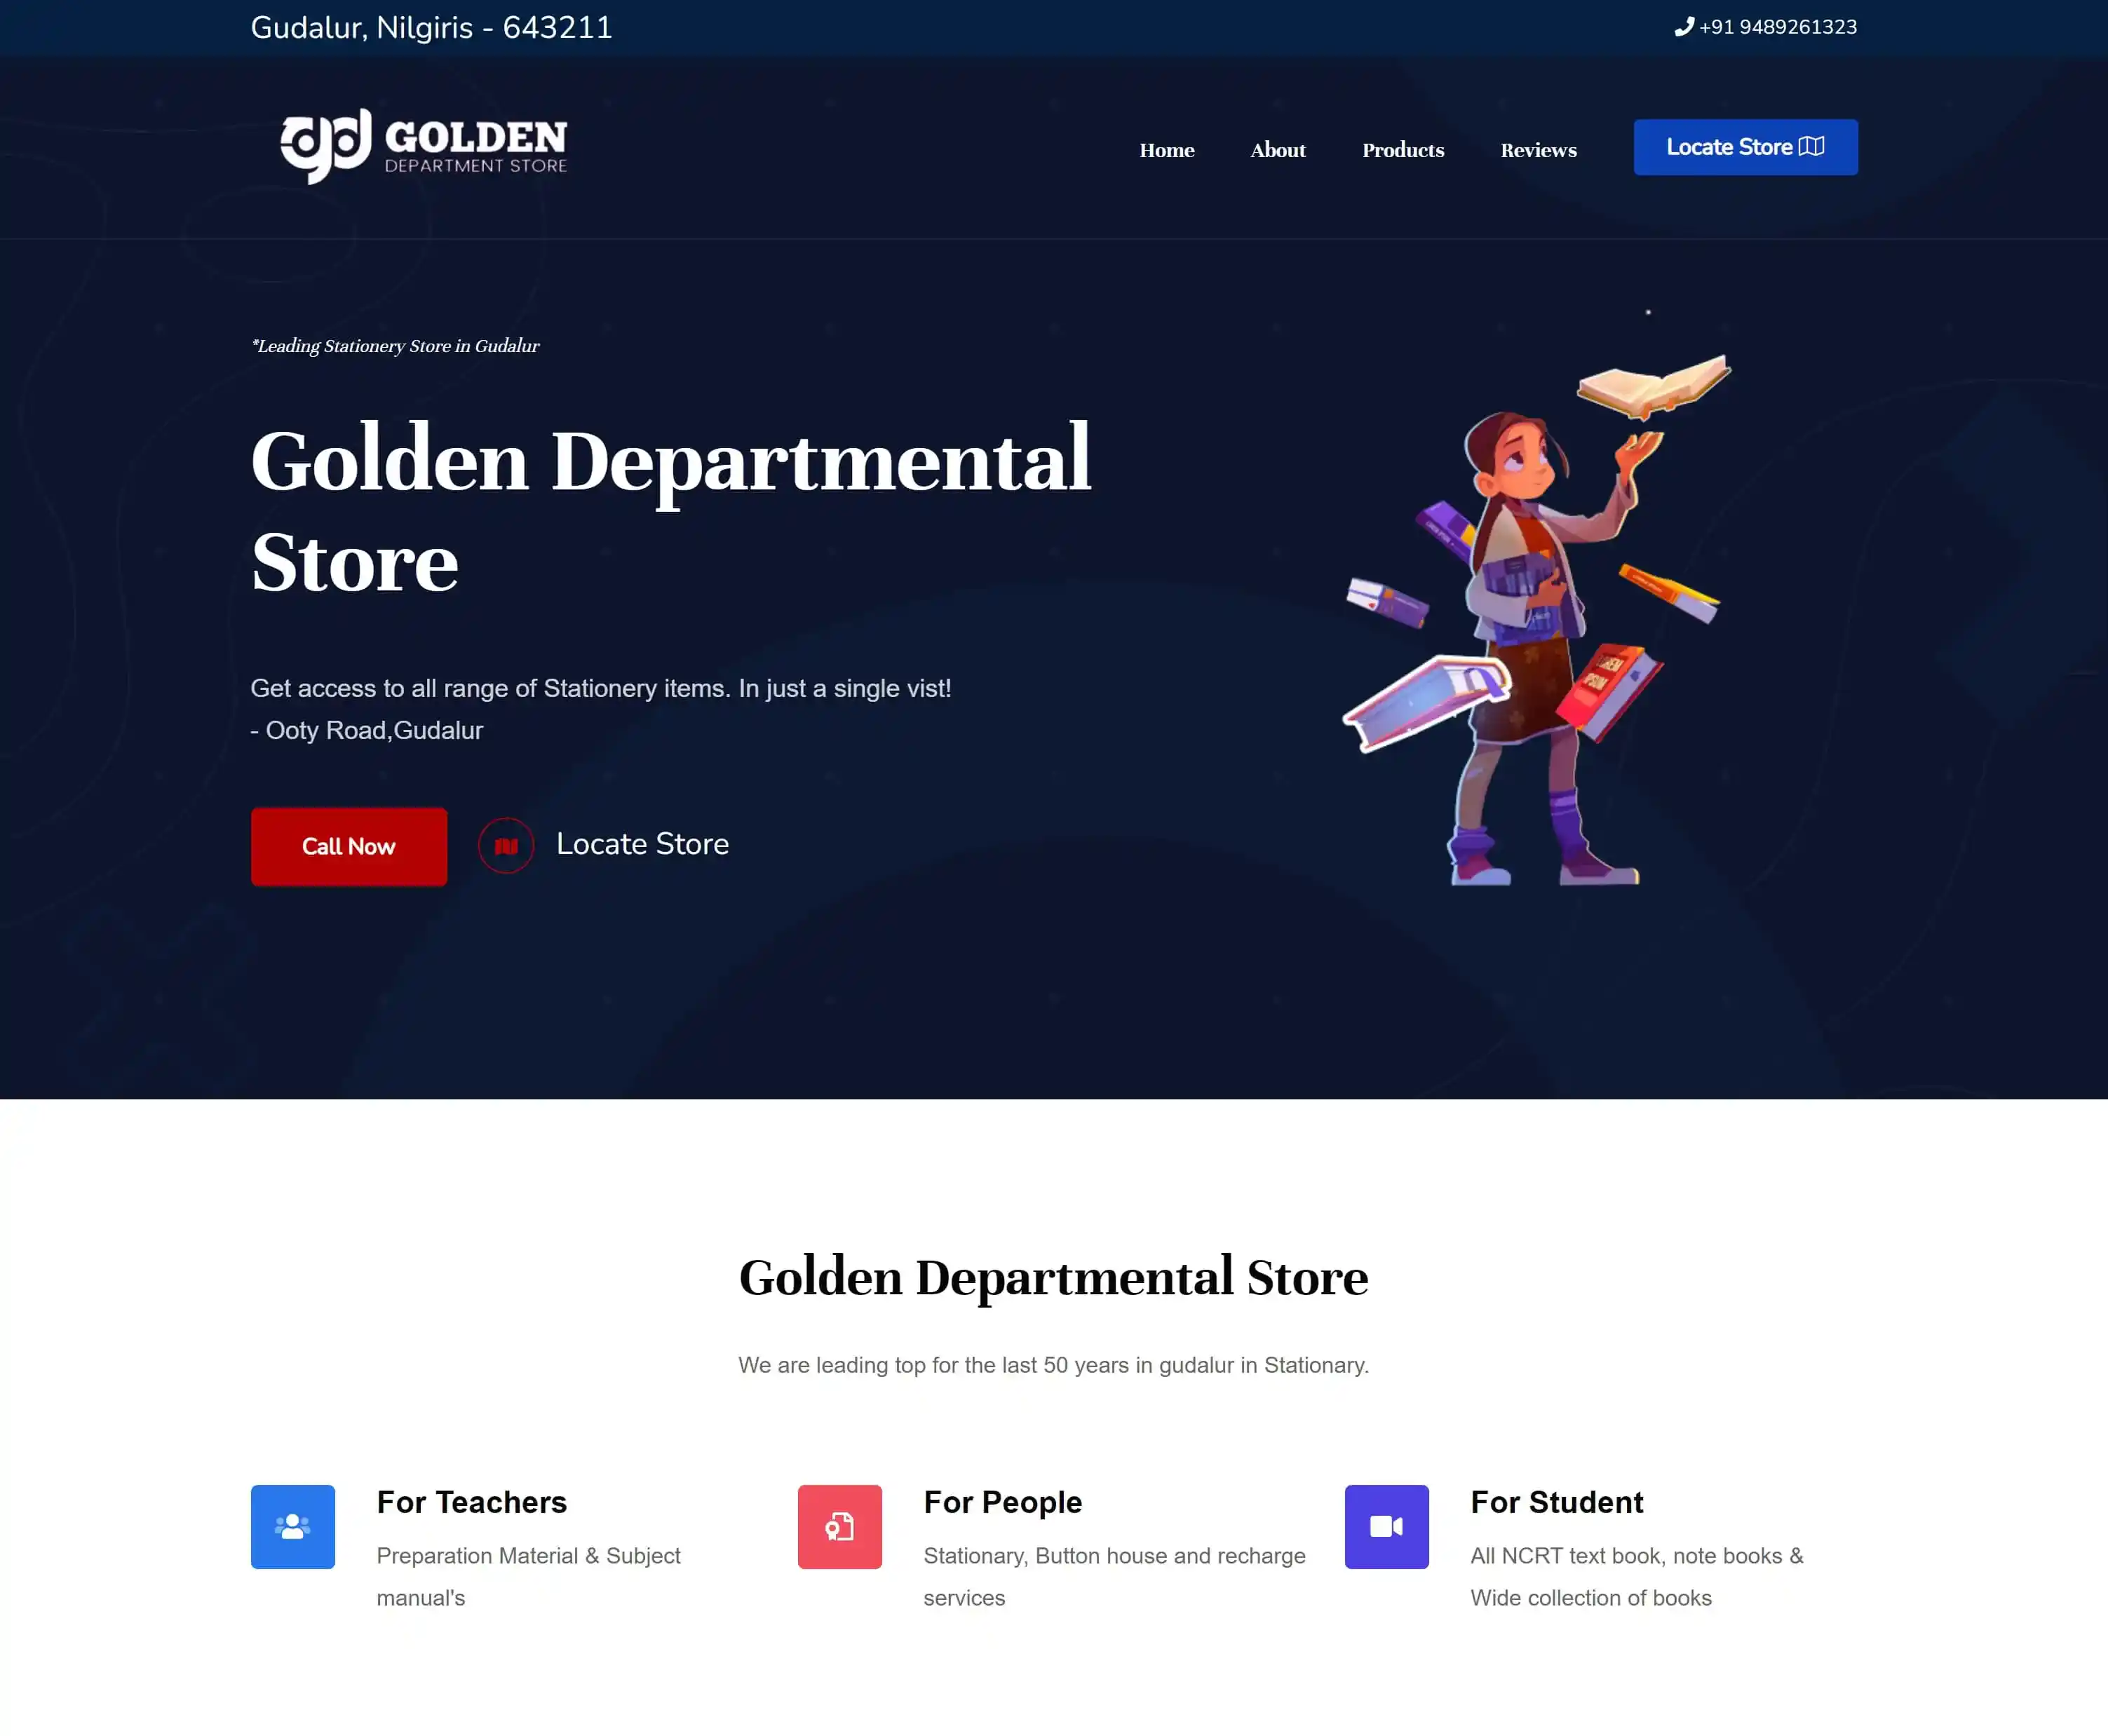 Gudalur, Nilgiris - 643211
+91 9489261323
GOLDEN
DEPARTMENT STORE
Home
About
Products
Reviews
Locate Store
*Leading Stationery Store in Gudalur
Golden Departmental
Store
Get access to all range of Stationery items. In just a single vist!
- Ooty Road,Gudalur
Call Now
Locate Store
LOREM
IPSUM
Golden Departmental Store
We are leading top for the last 50 years in gudalur in Stationary.
For Teachers
Preparation Material & Subject
manual's
For People
Stationary, Button house and recharge
services
For Student
All NCRT text book, note books &
Wide collection of books